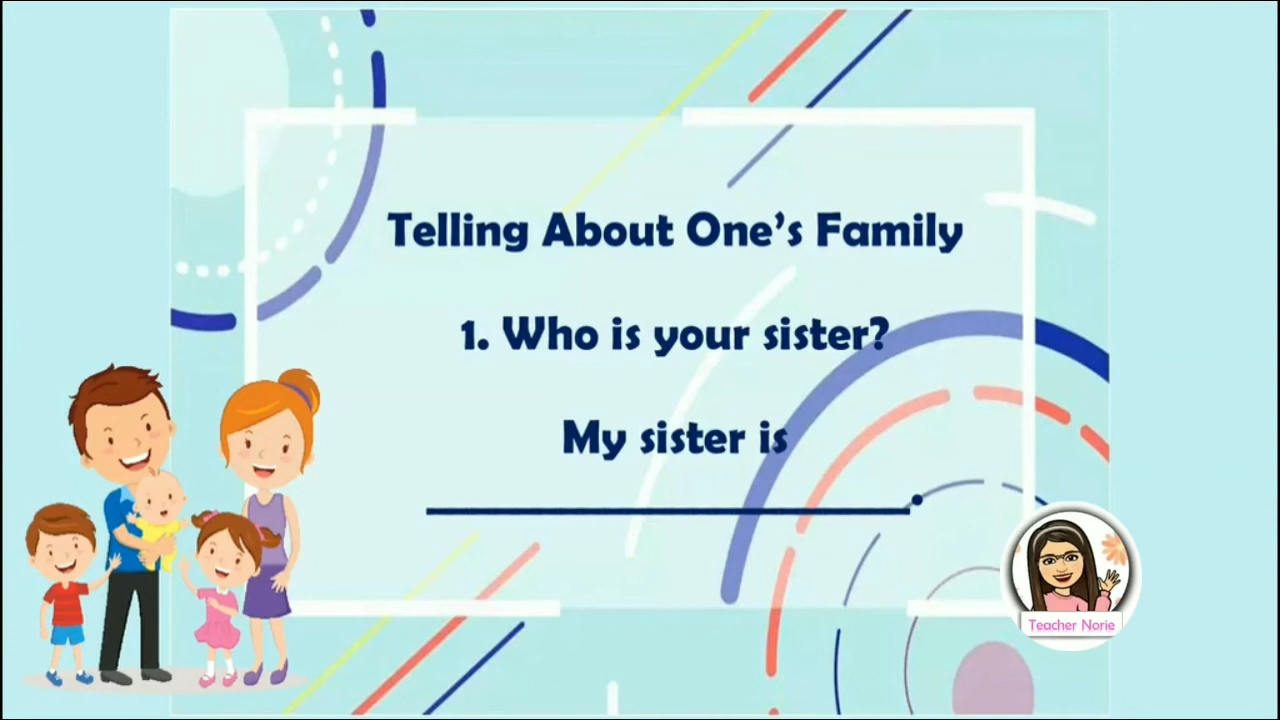 Telling About One's Family
1. Who is your sister?
My sister is
.
Teacher Norie